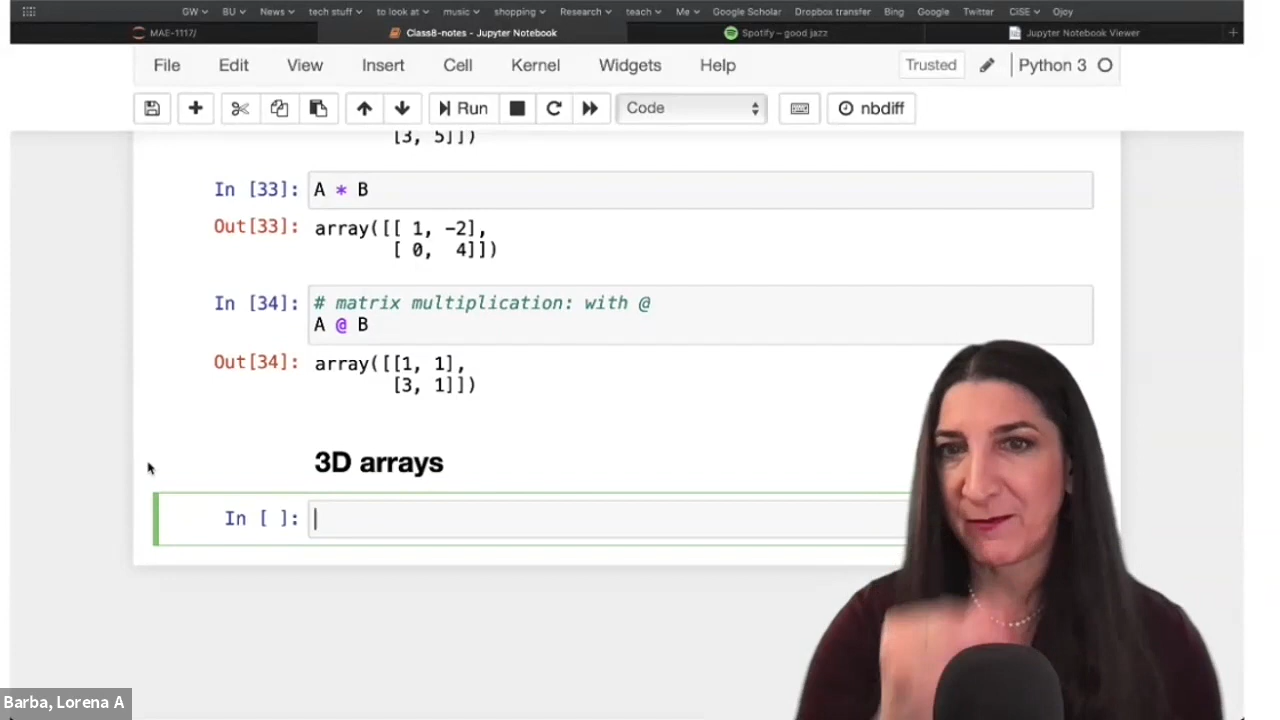 GW BU News tech stuff to look at music shopping Research teach Me Google Scholar Dropbox transfer Bing Google Twitter CiSE Ojoy
MAE-1117/ Class8-notes - Jupyter Notebook Spotify – good jazz Jupyter Notebook Viewer +
File Edit View Insert Cell Kernel Widgets Help Trusted Python 3
Run Code nbdiff
[3, 5]])
In [33]: A * B
Out[33]: array([[ 1, -2],
[ 0, 4]])
In [34]: # matrix multiplication: with @
A @ B
Out[34]: array([[1, 1],
[3, 1]])
3D arrays
In [ ]:
Barba, Lorena A